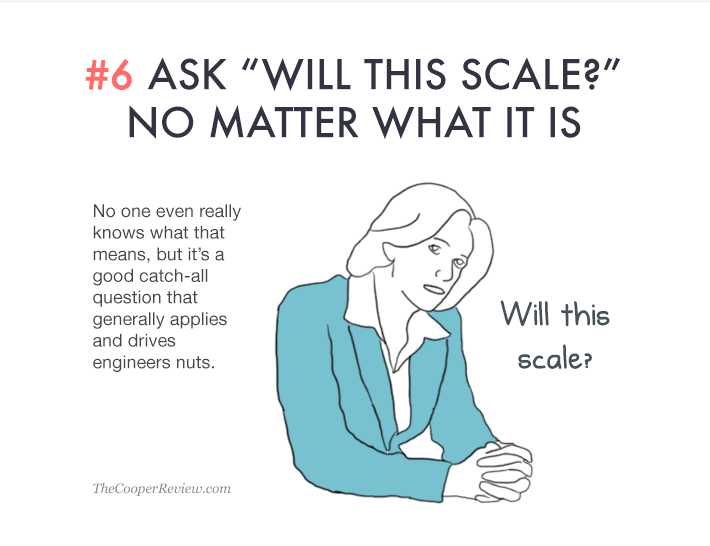 #6 ASK “WILL THIS SCALE?”
NO MATTER WHAT IT IS
No one even really
knows what that
means, but it’s a
good catch-all
question that
generally applies
and drives
engineers nuts.
Will this
scale?
TheCooperReview.com